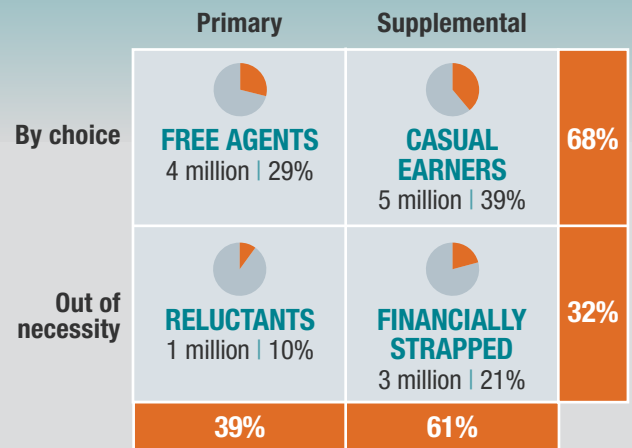 Primary
Supplemental
By choice
FREE AGENTS
4 million | 29%
CASUAL
EARNERS
5 million | 39%
68%
Out of
necessity
RELUCTANTS
1 million | 10%
FINANCIALLY
STRAPPED
3 million | 21%
32%
39%
61%